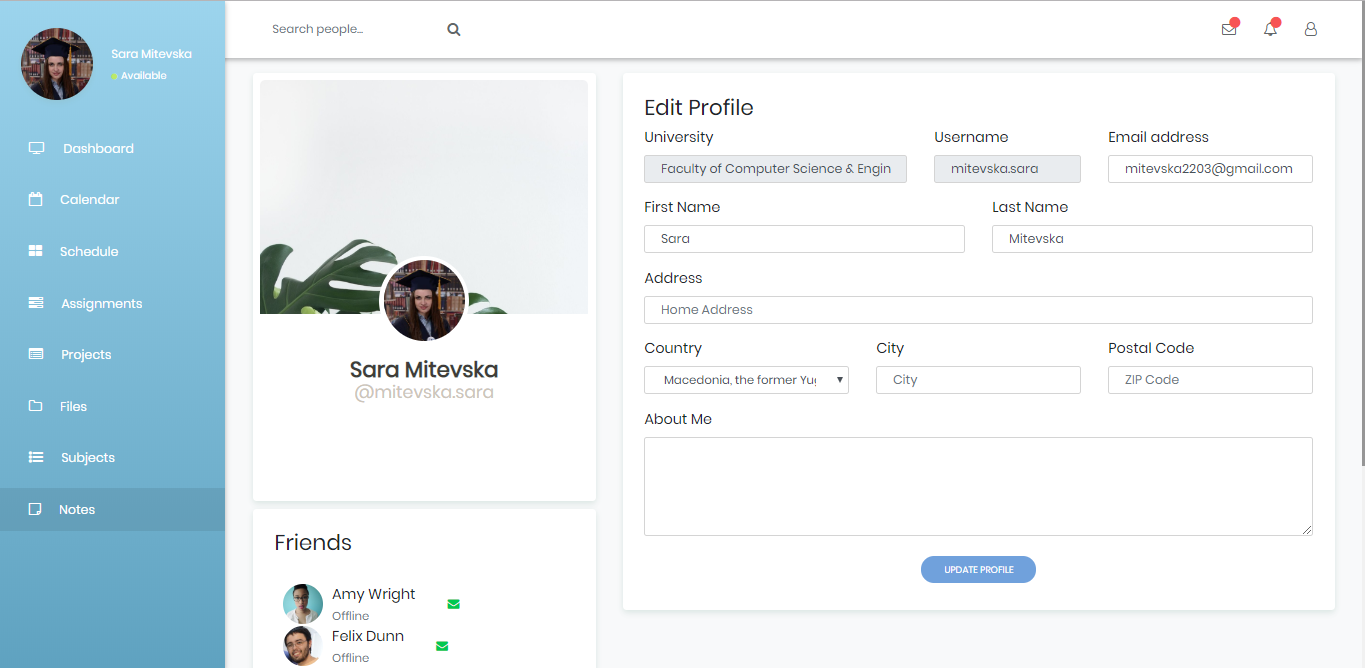 Sara Mitevska
Available
Dashboard
Calendar
Schedule
Assignments
Projects
Files
Subjects
Notes
Search people...
Sara Mitevska
@mitevska.sara
Friends
Amy Wright
Offline
Felix Dunn
Offline
Edit Profile
University Username Email address
Faculty of Computer Science & Engin mitevska.sara mitevska2203@gmail.com
First Name Last Name
Sara Mitevska
Address
Home Address
Country City Postal Code
Macedonia, the former Yug City ZIP Code
About Me
UPDATE PROFILE